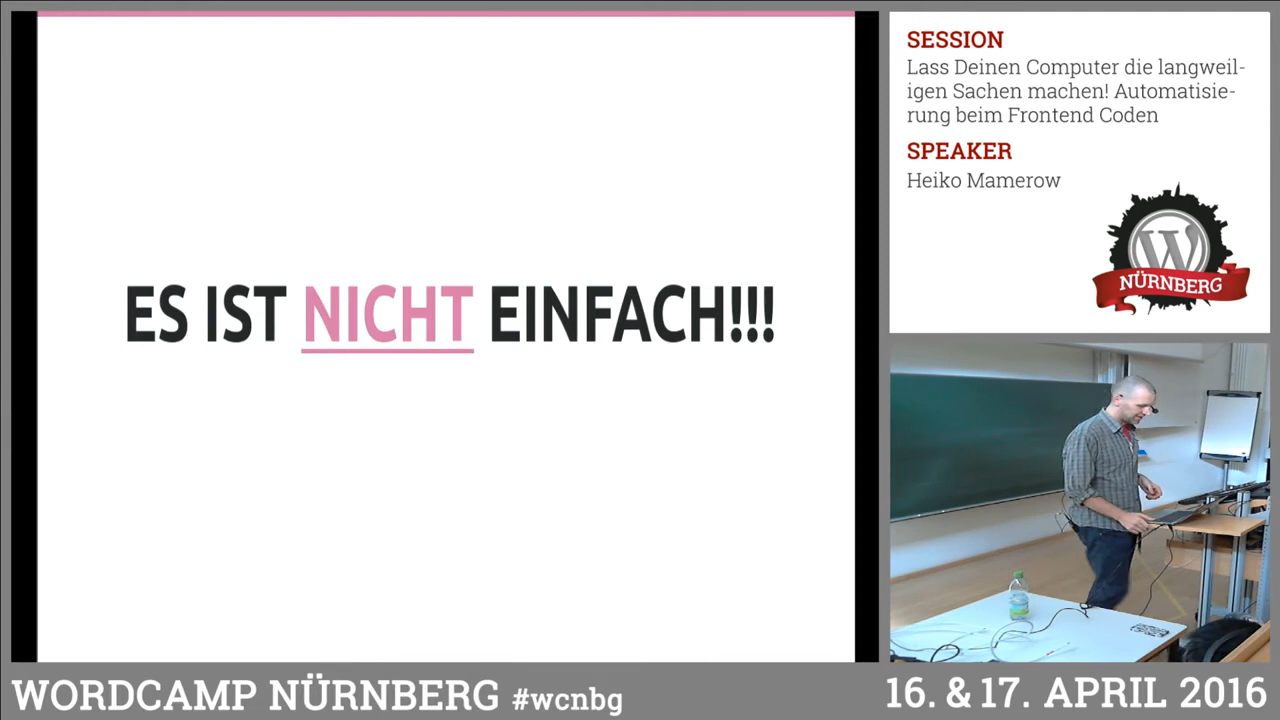 ES IST NICHT EINFACH!!!
SESSION
Lass Deinen Computer die langweil-
igen Sachen machen! Automatisie-
rung beim Frontend Coden
SPEAKER
Heiko Mamerow
W
NÜRNBERG
WORDCAMP NÜRNBERG #wcnbg
16. & 17. APRIL 2016